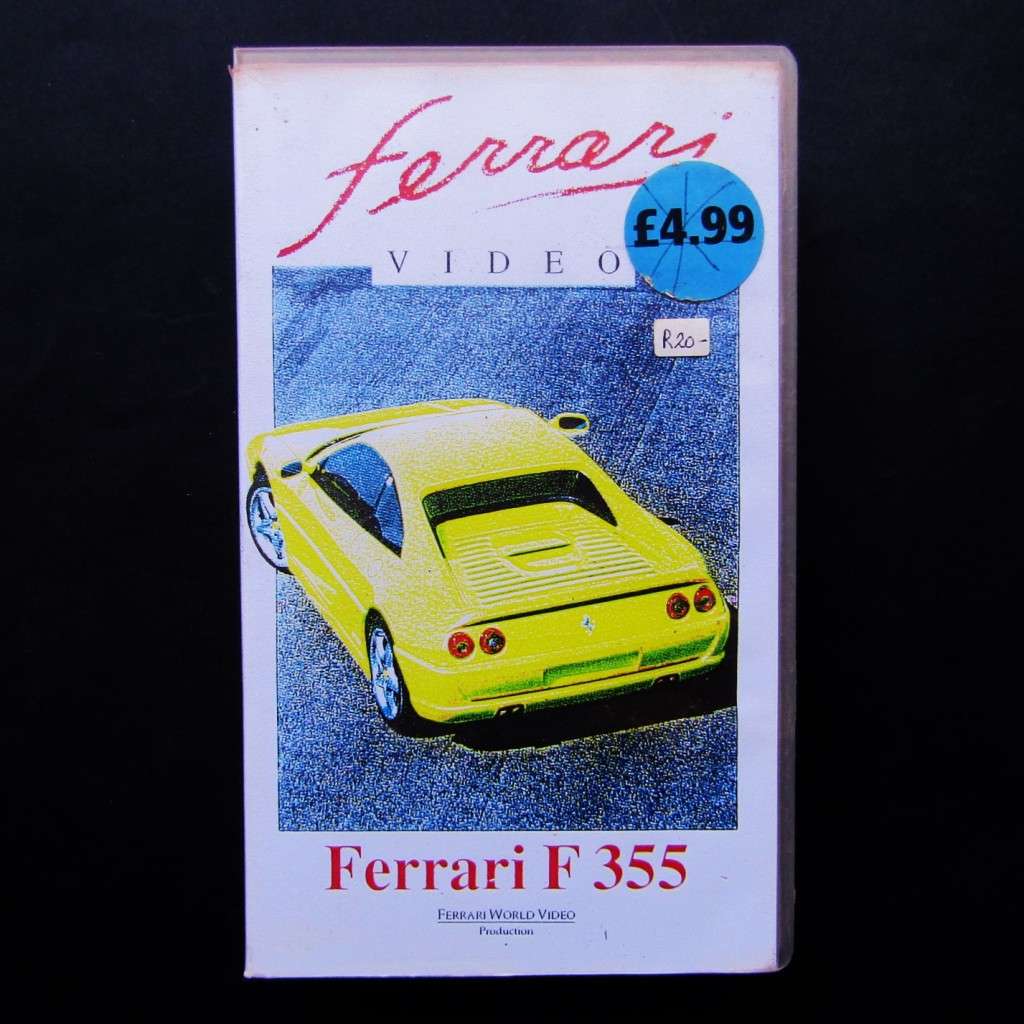 ferrari
£4.99
VIDEO
R20-
Ferrari F 355
FERRARI WORLD VIDEO
Production